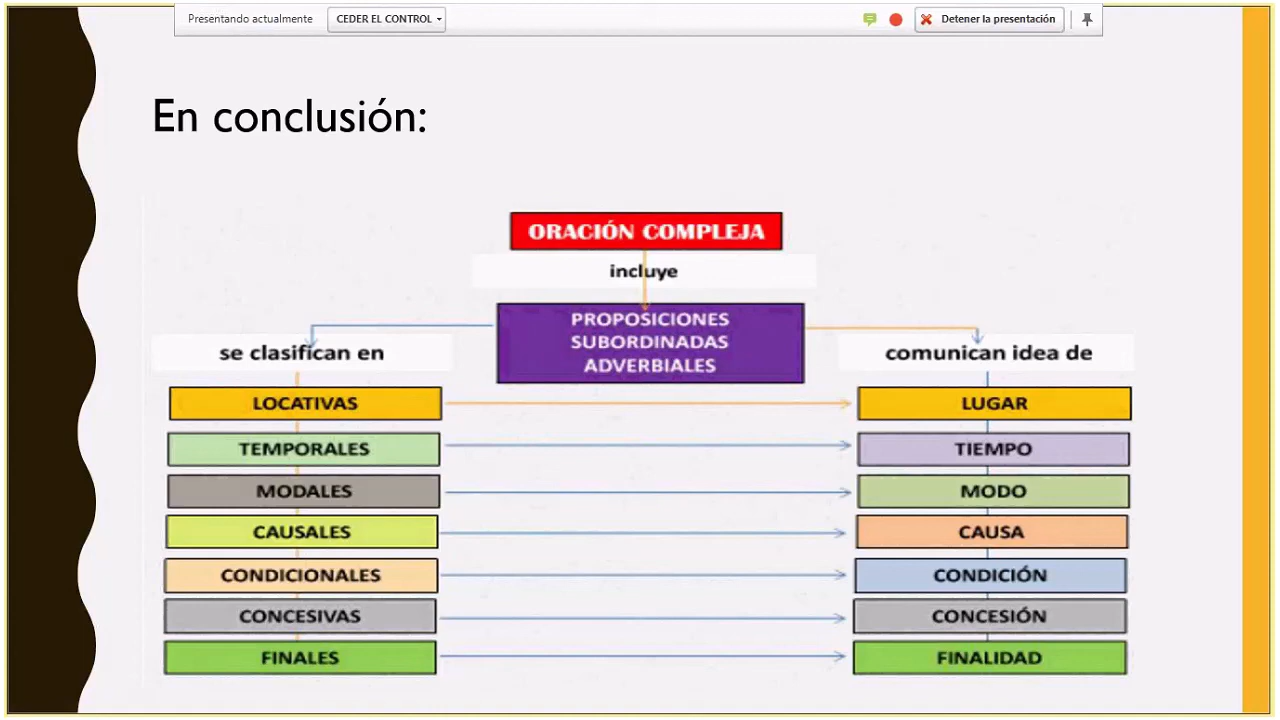 Presentando actualmente
CEDER EL CONTROL
Detener la presentación
En conclusión:
ORACIÓN COMPLEJA
incluye
PROPOSICIONES
SUBORDINADAS
ADVERBIALES
se clasifican en
comunican idea de
LOCATIVAS
LUGAR
TEMPORALES
TIEMPO
MODALES
MODO
CAUSALES
CAUSA
CONDICIONALES
CONDICIÓN
CONCESIVAS
CONCESIÓN
FINALES
FINALIDAD